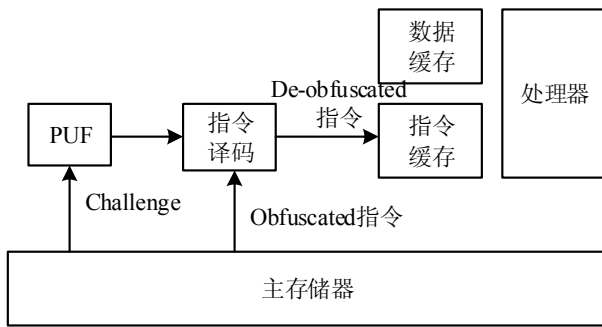 数据
缓存
处理器
De-obfuscated
指令
PUF
指令
译码
指令
缓存
Challenge
Obfuscated指令
主存储器